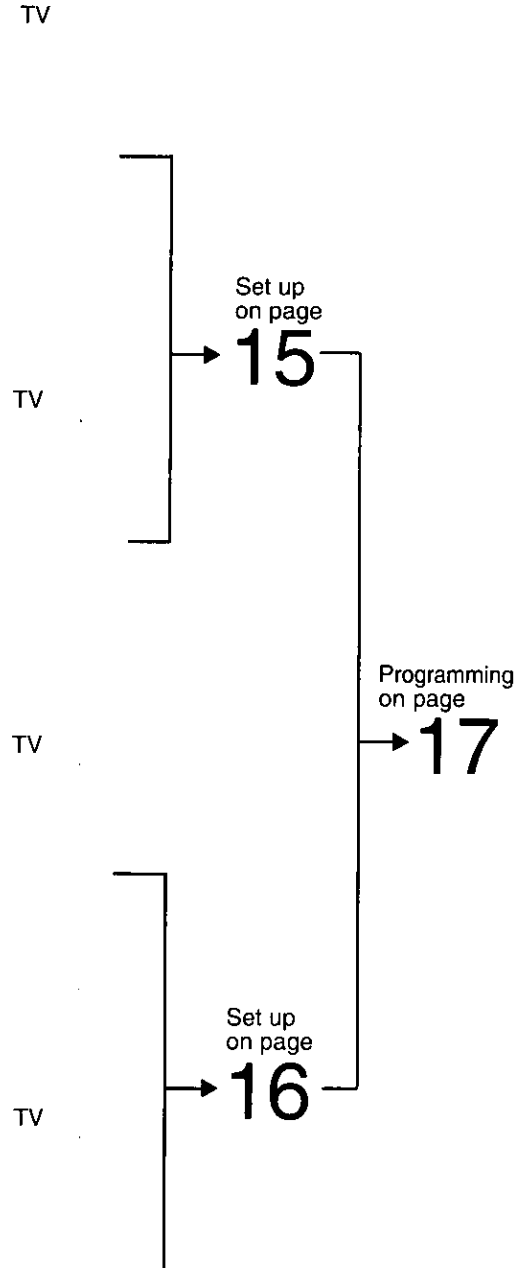 TV
Set up
on page
15
TV
Programming
on page
17
TV
Set up
on page
16
TV